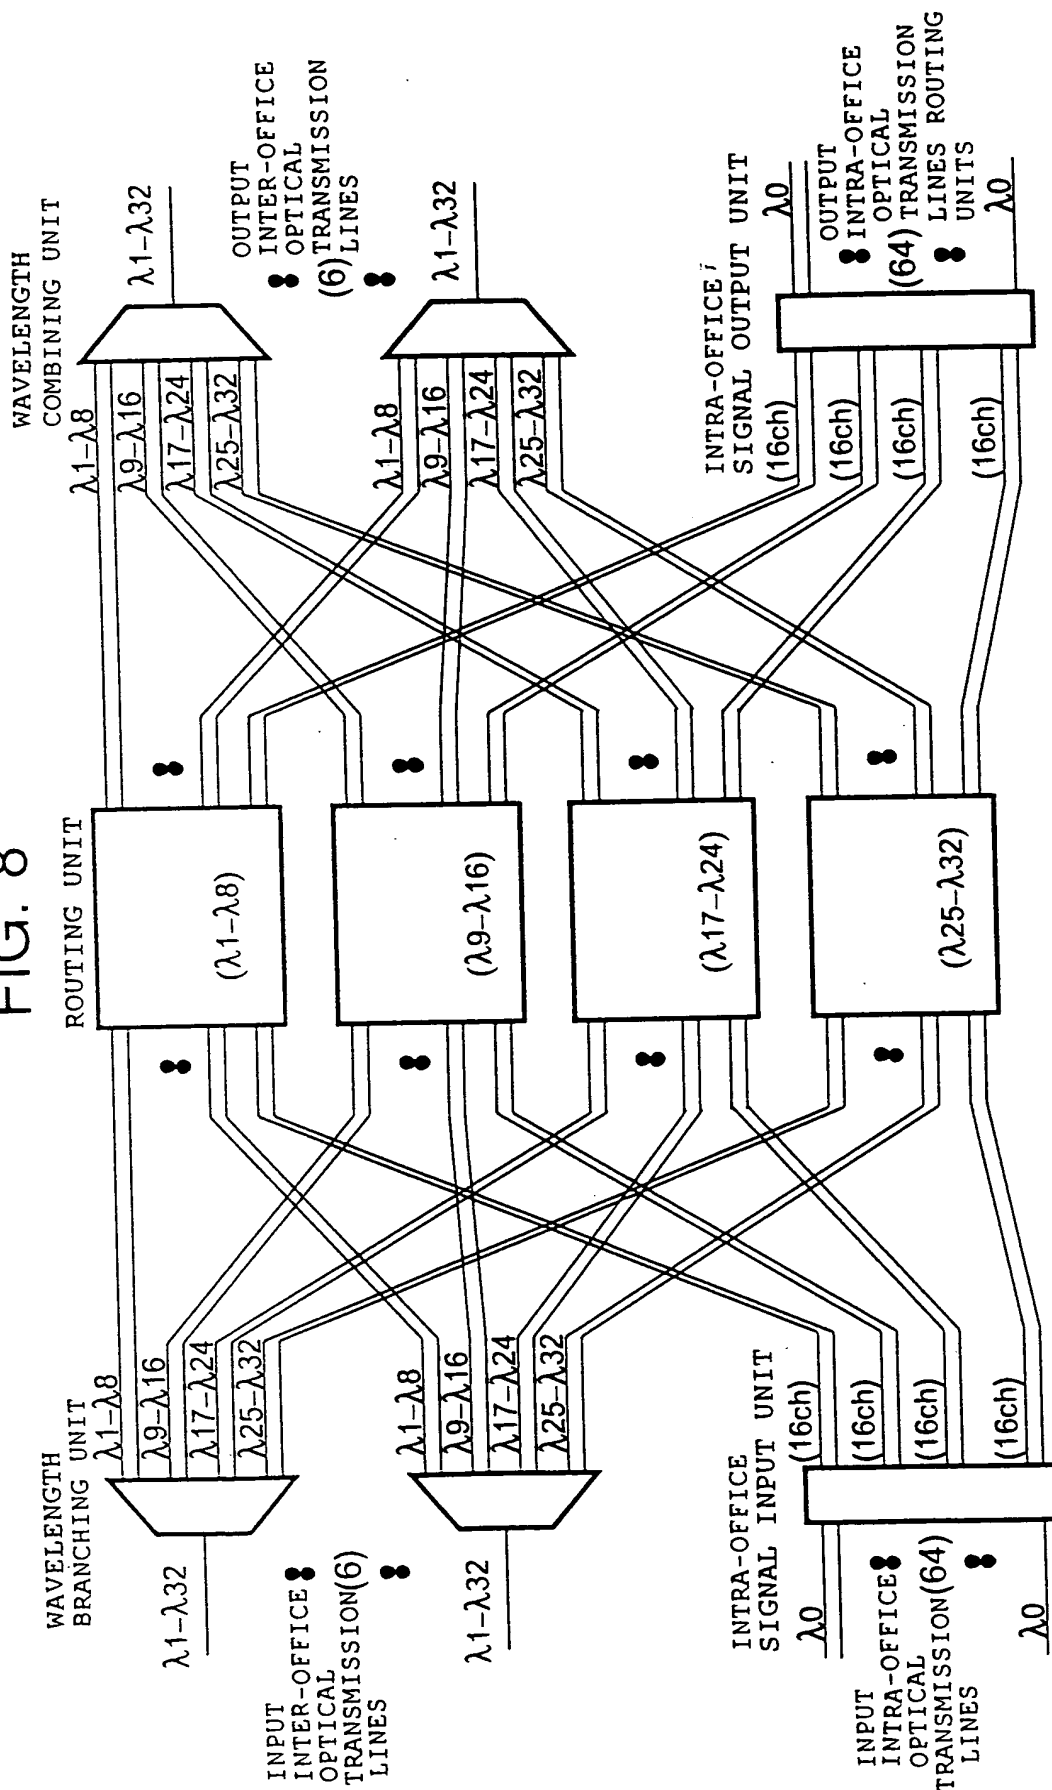 FIG. 8
WAVELENGTH
BRANCHING UNIT
ROUTING UNIT
WAVELENGTH
COMBINING UNIT
λ1–λ32
λ1–λ8
λ9–λ16
λ17–λ24
λ25–λ32
(λ1–λ8)
λ1–λ8
λ9–λ16
λ17–λ24
λ25–λ32
λ1–λ32
INPUT
INTER-OFFICE
OPTICAL
TRANSMISSION(6)
LINES
(λ9–λ16)
OUTPUT
INTER-OFFICE
OPTICAL
(6)TRANSMISSION
LINES
λ1–λ32
λ1–λ8
λ9–λ16
λ17–λ24
λ25–λ32
(λ17–λ24)
λ1–λ8
λ9–λ16
λ17–λ24
λ25–λ32
λ1–λ32
INTRA-OFFICE
SIGNAL INPUT UNIT
(λ25–λ32)
INTRA-OFFICE
SIGNAL OUTPUT UNIT
λ0
(16ch)
(16ch)
(16ch)
(16ch)
(16ch)
(16ch)
(16ch)
(16ch)
λ0
INPUT
INTRA-OFFICE
OPTICAL
TRANSMISSION(64)
LINES
OUTPUT
INTRA-OFFICE
OPTICAL
(64)TRANSMISSION
LINES ROUTING
UNITS
λ0
λ0